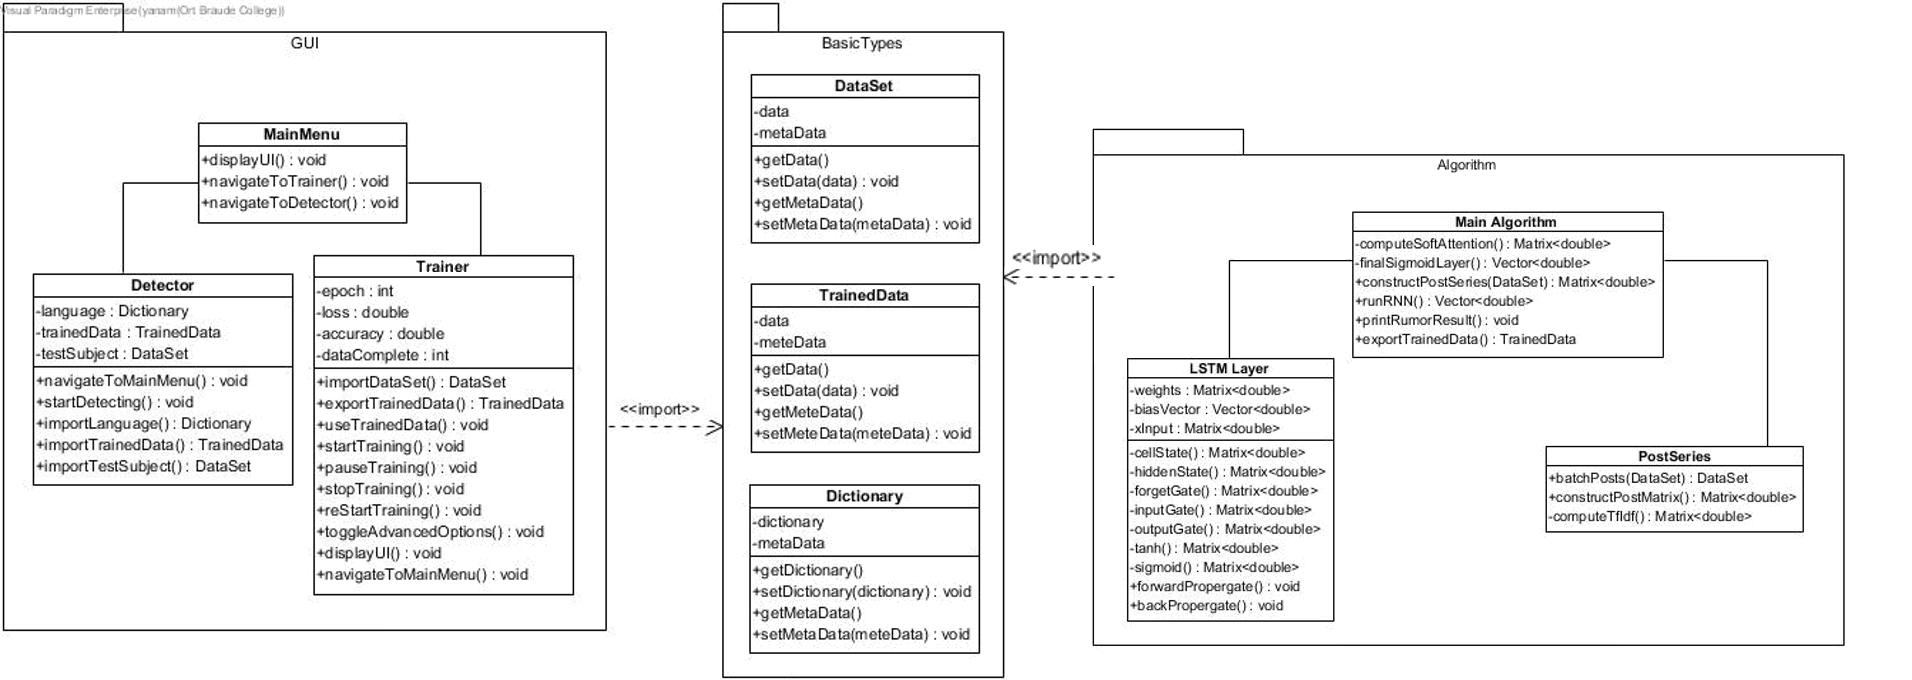 Visual Paradigm Enterprise(yanam(Ort Braude College))
GUI
MainMenu
+displayUI() : void
+navigateToTrainer() : void
+navigateToDetector() : void
Detector
-language : Dictionary
-trainedData : TrainedData
-testSubject : DataSet
+navigateToMainMenu() : void
+startDetecting() : void
+importLanguage() : Dictionary
+importTrainedData() : TrainedData
+importTestSubject() : DataSet
Trainer
-epoch : int
-loss : double
-accuracy : double
-dataComplete : int
+importDataSet() : DataSet
+exportTrainedData() : TrainedData
+useTrainedData() : void
+startTraining() : void
+pauseTraining() : void
+stopTraining() : void
+reStartTraining() : void
+toggleAdvancedOptions() : void
+displayUI() : void
+navigateToMainMenu() : void
<<import>>
BasicTypes
DataSet
-data
-metaData
+getData()
+setData(data) : void
+getMetaData()
+setMetaData(metaData) : void
TrainedData
-data
-meteData
+getData()
+setData(data) : void
+getMeteData()
+setMeteData(meteData) : void
Dictionary
-dictionary
-metaData
+getDictionary()
+setDictionary(dictionary) : void
+getMetaData()
+setMetaData(meteData) : void
<<import>>
Algorithm
Main Algorithm
-computeSoftAttention() : Matrix<double>
-finalSigmoidLayer() : Vector<double>
+constructPostSeries(DataSet) : Matrix<double>
+runRNN() : Vector<double>
+printRumorResult() : void
+exportTrainedData() : TrainedData
LSTM Layer
-weights : Matrix<double>
-biasVector : Vector<double>
-xInput : Matrix<double>
-cellState() : Matrix<double>
-hiddenState() : Matrix<double>
-forgetGate() : Matrix<double>
-inputGate() : Matrix<double>
-outputGate() : Matrix<double>
-tanh() : Matrix<double>
-sigmoid() : Matrix<double>
+forwardPropergate() : void
+backPropergate() : void
PostSeries
+batchPosts(DataSet) : DataSet
+constructPostMatrix() : Matrix<double>
-computeTfIdf() : Matrix<double>